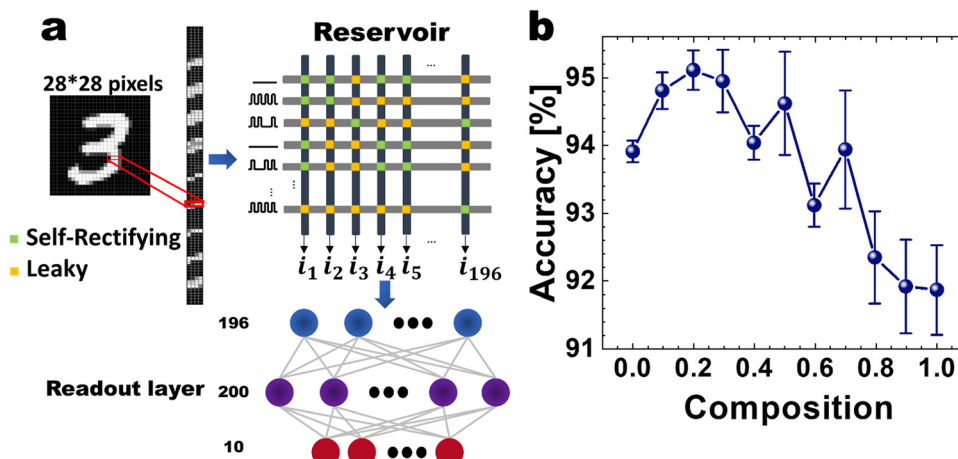 a
Reservoir
28*28 pixels
...
Self-Rectifying
Leaky
...
i1 i2 i3 i4 i5 i196
196
Readout layer 200
10
b
Accuracy [%]
95
94
93
92
91
0.0 0.2 0.4 0.6 0.8 1.0
Composition